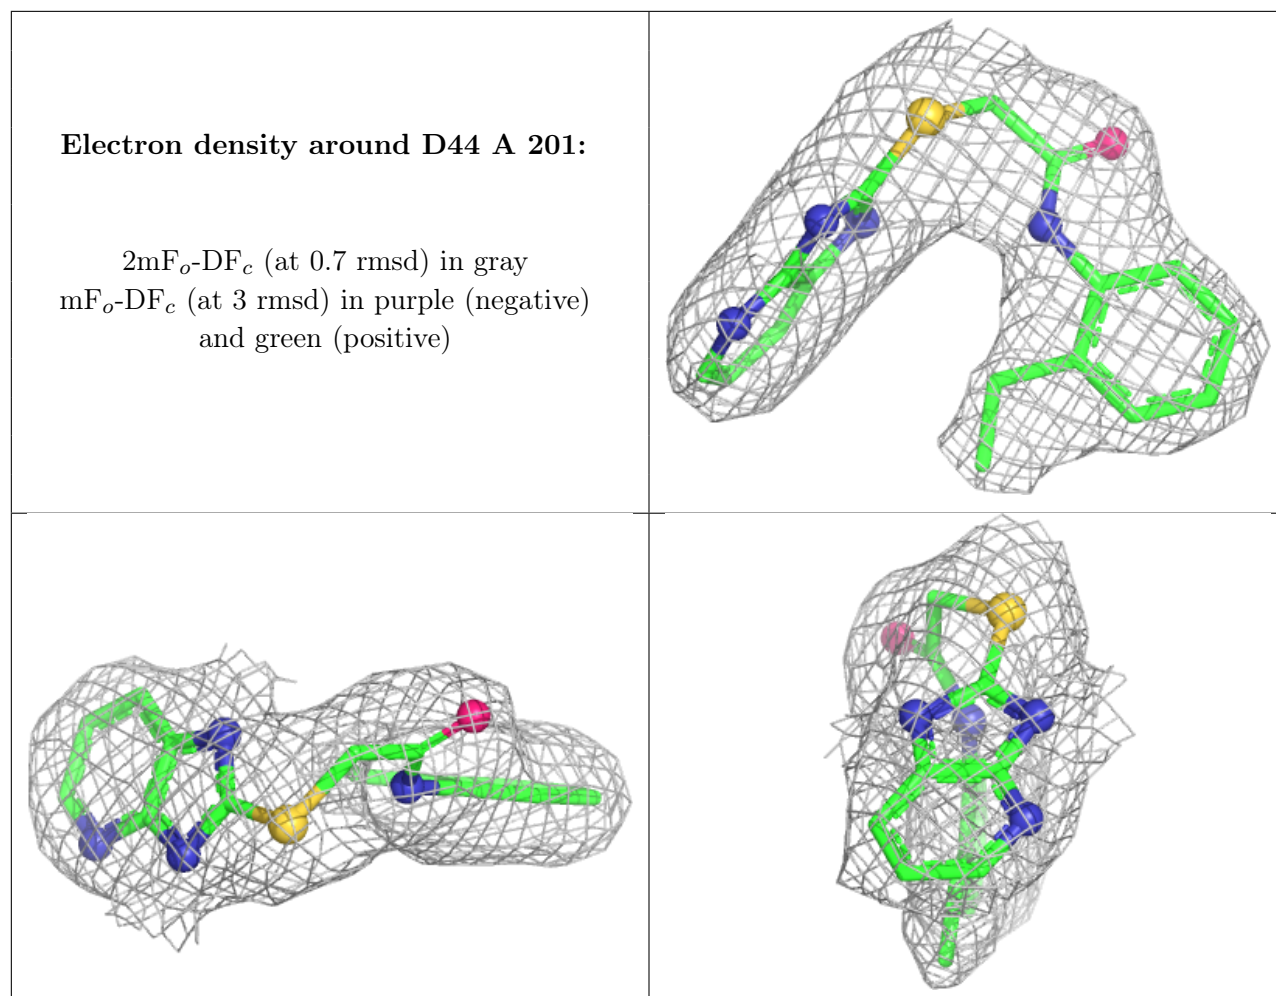 Electron density around D44 A 201:
2mFo-DFc (at 0.7 rmsd) in gray
mFo-DFc (at 3 rmsd) in purple (negative)
and green (positive)